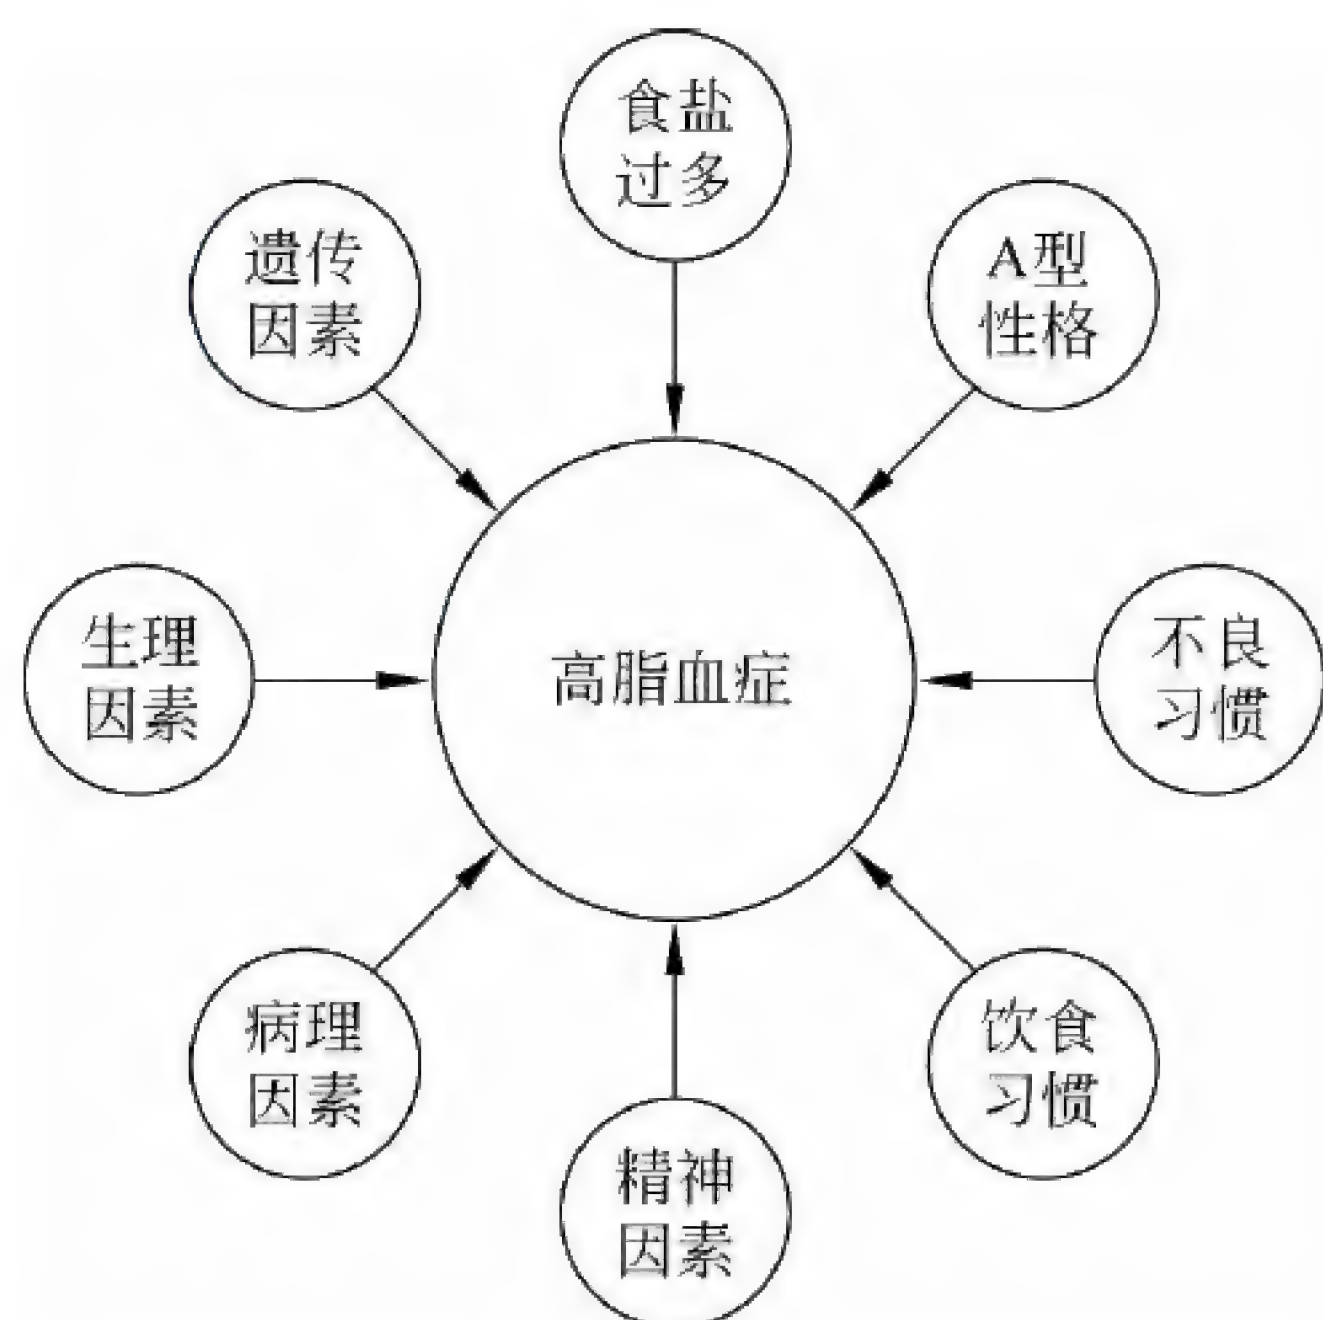 食盐
过多
遗传
因素
A型
性格
生理
因素
高脂血症
不良
习惯
病理
因素
饮食
习惯
精神
因素